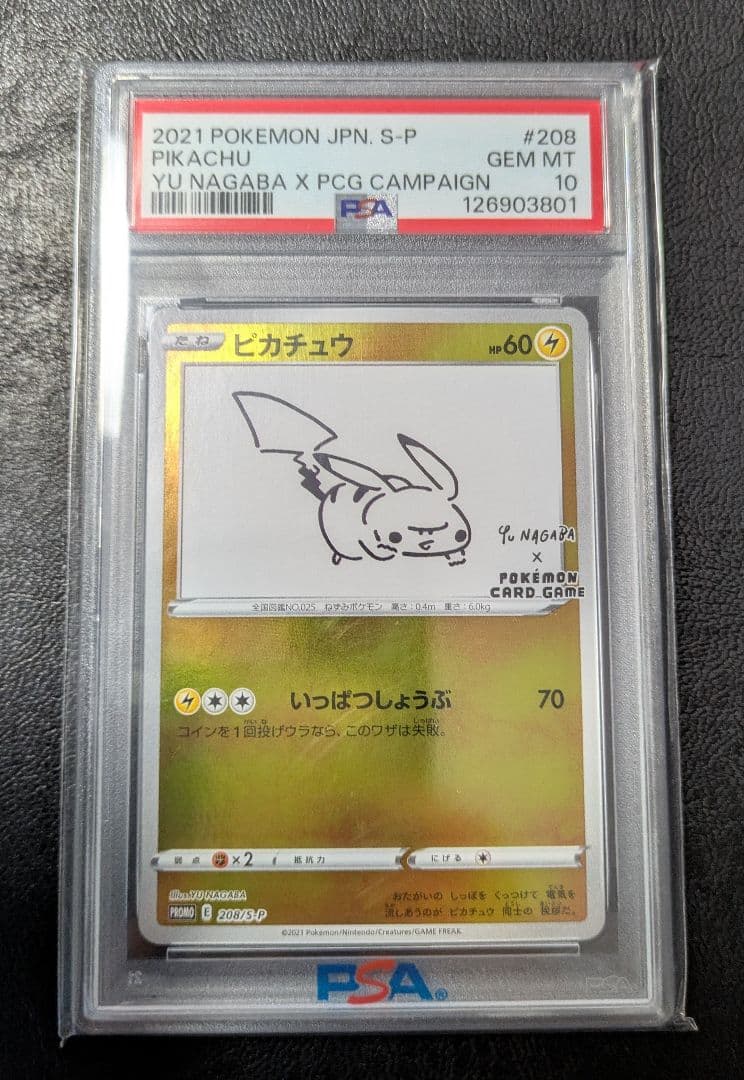 2021 POKEMON JPN. S-P #208
PIKACHU GEM MT
YU NAGABA X PCG CAMPAIGN 10
PSA 126903801
たね ピカチュウ HP60
Yu NAGABA
×
POKÉMON
CARD GAME
全国図鑑NO.025 ねずみポケモン 高さ:0.4m 重さ:6.0kg
いっぱつしょうぶ 70
コインを1回投げウラなら、このワザは失敗。
弱点 ×2 抵抗力 にげる
illus. YU NAGABA
おたがいの しっぽを くっつけて 電気を
流しあうのが ピカチュウ 同士の 挨拶だ。
PROMO E 208/S-P
©2021 Pokémon/Nintendo/Creatures/GAME FREAK
PSA®